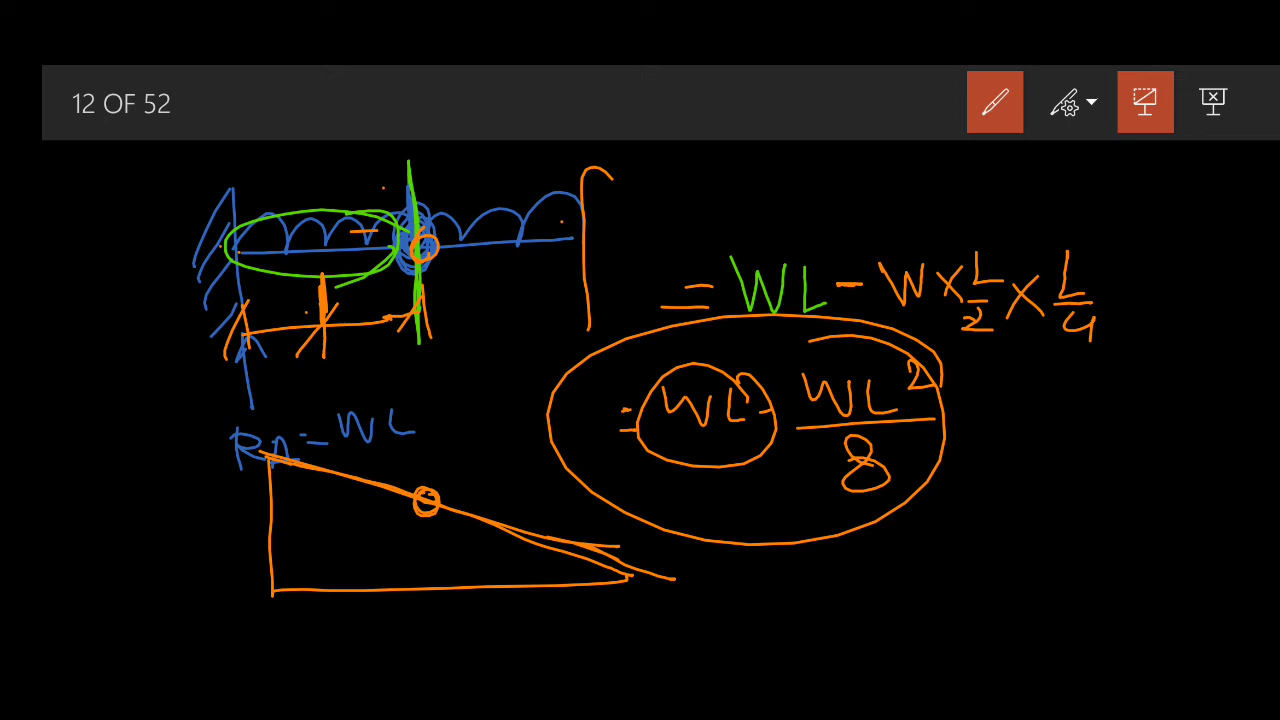 12 OF 52
= WL - W × L/2 × L/4
= WL - WL²/8
RA = WL